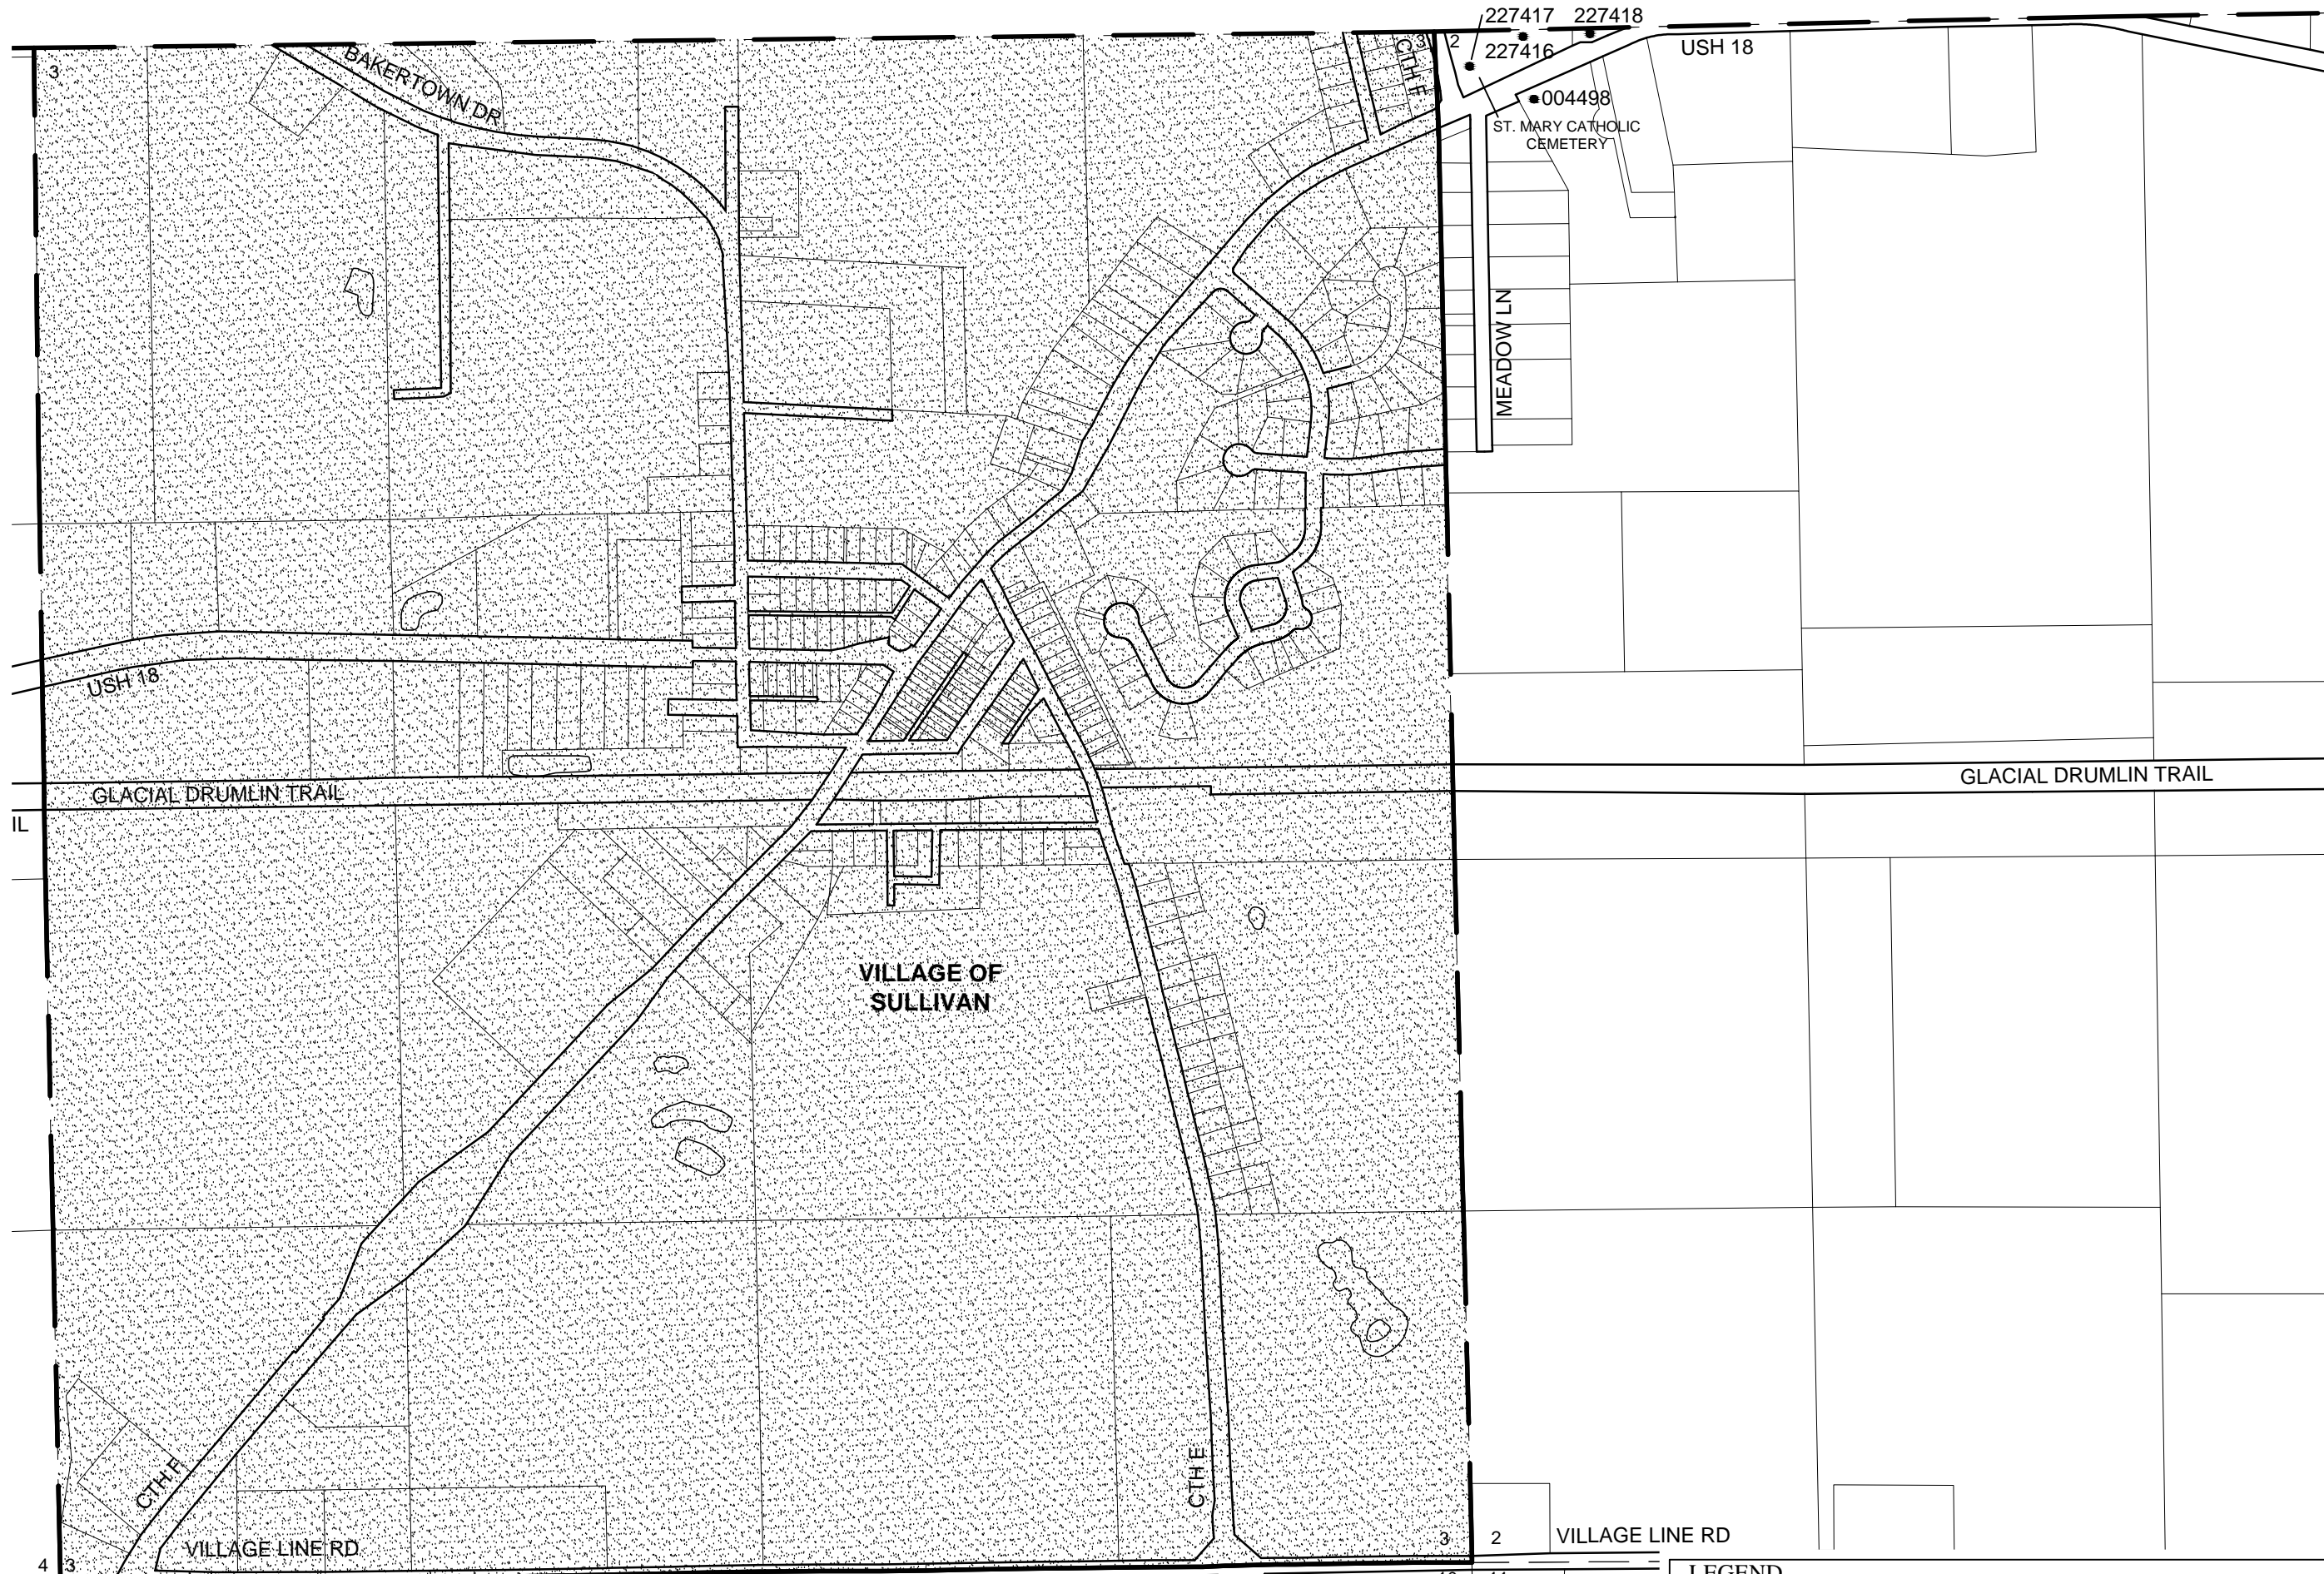 227417 227418
3 2
227416
USH 18
3
BAKERTOWN DR
CTH F
004498
ST. MARY CATHOLIC
CEMETERY
MEADOW LN
USH 18
GLACIAL DRUMLIN TRAIL
GLACIAL DRUMLIN TRAIL
IL
VILLAGE OF
SULLIVAN
CTH F
CTH E
VILLAGE LINE RD
3 2
VILLAGE LINE RD
4 3
LEGEND